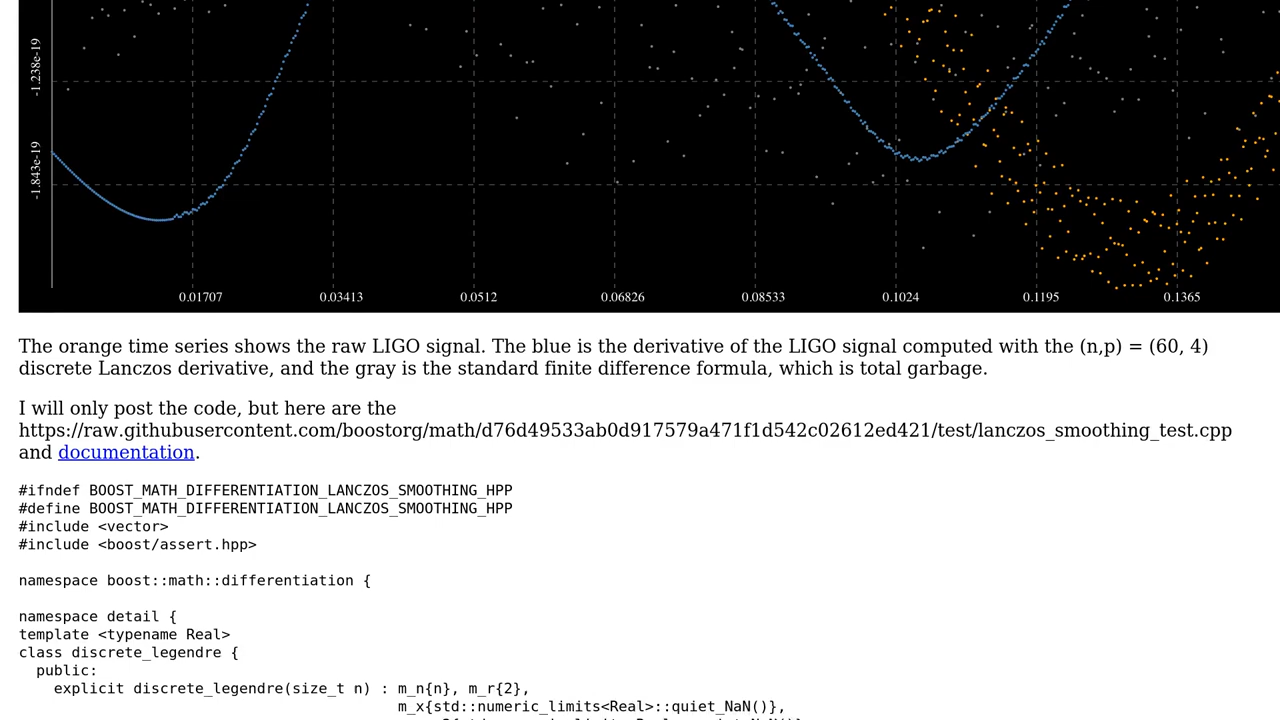 -1.238e-19
-1.843e-19
0.01707 0.03413 0.0512 0.06826 0.08533 0.1024 0.1195 0.1365
The orange time series shows the raw LIGO signal. The blue is the derivative of the LIGO signal computed with the (n,p) = (60, 4)
discrete Lanczos derivative, and the gray is the standard finite difference formula, which is total garbage.
I will only post the code, but here are the
https://raw.githubusercontent.com/boostorg/math/d76d49533ab0d917579a471f1d542c02612ed421/test/lanczos_smoothing_test.cpp
and documentation.
#ifndef BOOST_MATH_DIFFERENTIATION_LANCZOS_SMOOTHING_HPP
#define BOOST_MATH_DIFFERENTIATION_LANCZOS_SMOOTHING_HPP
#include <vector>
#include <boost/assert.hpp>
namespace boost::math::differentiation {
namespace detail {
template <typename Real>
class discrete_legendre {
public:
explicit discrete_legendre(size_t n) : m_n{n}, m_r{2},
m_x{std::numeric_limits<Real>::quiet_NaN()},